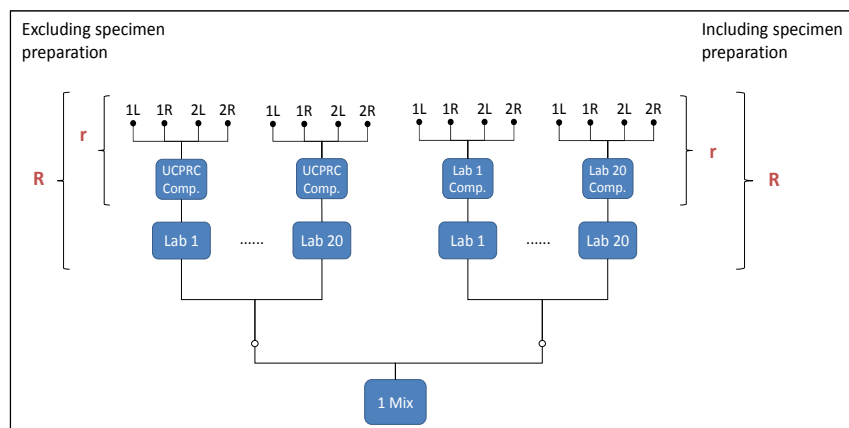 Excluding specimen
preparation
Including specimen
preparation
1L 1R 2L 2R 1L 1R 2L 2R 1L 1R 2L 2R 1L 1R 2L 2R
r
r
R
R
UCPRC
Comp.
UCPRC
Comp.
Lab 1
Comp.
Lab 20
Comp.
Lab 1 ...... Lab 20 Lab 1 ...... Lab 20
1 Mix